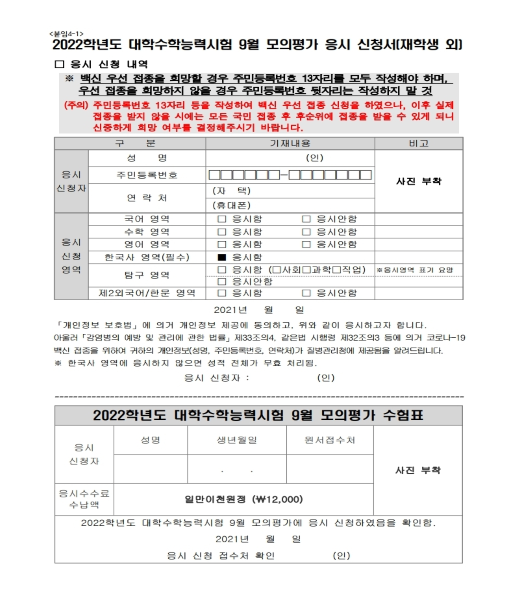 <붙임4-1>
2022학년도 대학수학능력시험 9월 모의평가 응시 신청서(재학생 외)
□ 응시 신청 내역
※ 백신 우선 접종을 희망할 경우 주민등록번호 13자리를 모두 작성해야 하며,
우선 접종을 희망하지 않을 경우 주민등록번호 뒷자리는 작성하지 말 것
(주의) 주민등록번호 13자리 등을 작성하여 백신 우선 접종 신청을 하였으나, 이후 실제
접종을 받지 않을 시에는 모든 국민 접종 후 후순위에 접종을 받을 수 있게 되니
신중하게 희망 여부를 결정해주시기 바랍니다.
구 분 기재내용 비고
응시 신청자 성 명 (인) 사진 부착
주민등록번호 □□□□□□-□□□□□□□
연 락 처 (자 택)
(휴대폰)
응시 신청 영역 국어 영역 □ 응시함 □ 응시안함
수학 영역 □ 응시함 □ 응시안함
영어 영역 □ 응시함 □ 응시안함
한국사 영역(필수) ■ 응시함
탐구 영역 □ 응시함 (□사회□과학□직업) ※응시영역 표기 요망
□ 응시안함
제2외국어/한문 영역 □ 응시함 □ 응시안함
2021년 월 일
「개인정보 보호법」에 의거 개인정보 제공에 동의하고, 위와 같이 응시하고자 합니다.
아울러 「감염병의 예방 및 관리에 관한 법률」 제33조의4, 같은법 시행령 제32조의3 등에 의거 코로나-19
백신 접종을 위하여 귀하의 개인정보(성명, 주민등록번호, 연락처)가 질병관리청에 제공됨을 알려드립니다.
※ 한국사 영역에 응시하지 않으면 성적 전체가 무효 처리됨.
응시 신청자 : (인)
2022학년도 대학수학능력시험 9월 모의평가 수험표
응시 신청자 성명 생년월일 원서접수처 사진 부착
. .
응시수수료 수납액 일만이천원정 (₩12,000)
2022학년도 대학수학능력시험 9월 모의평가에 응시 신청하였음을 확인함.
2021년 월 일
응시 신청 접수처 확인 (인)